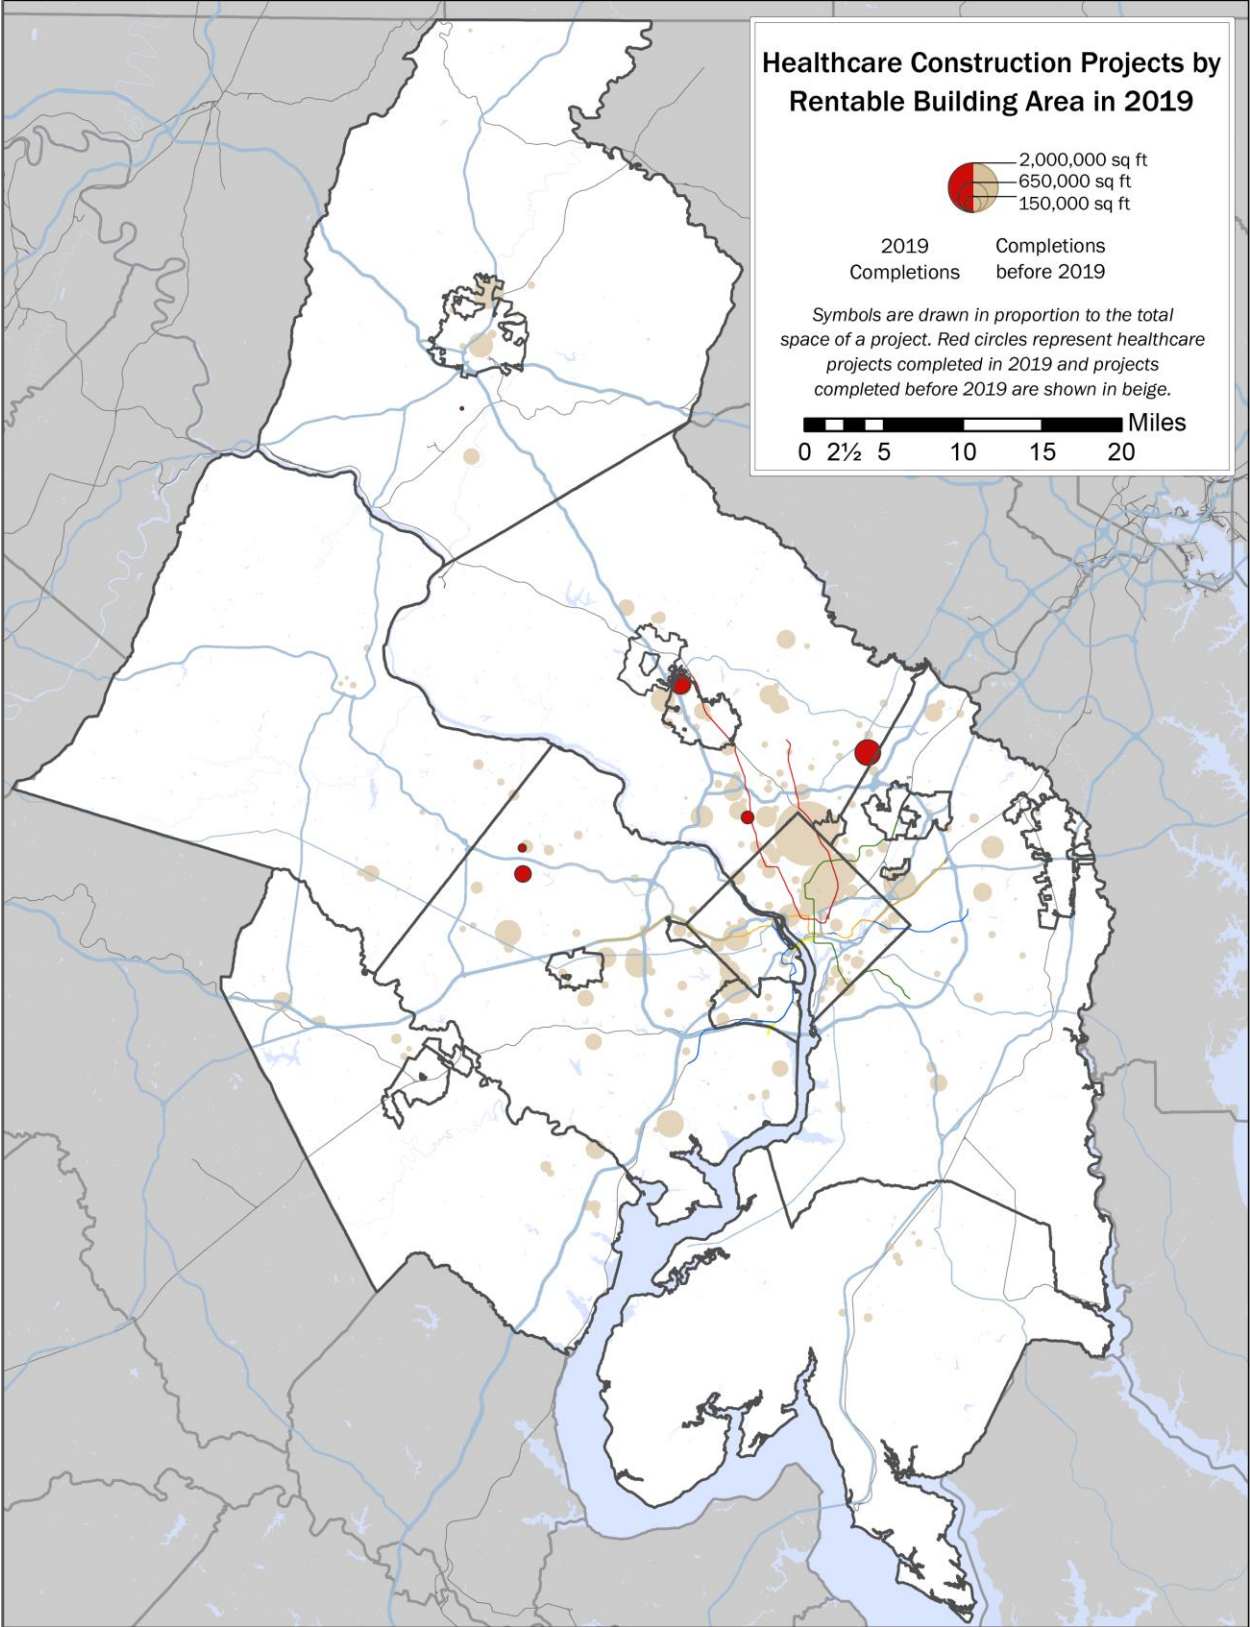 Healthcare Construction Projects by
Rentable Building Area in 2019
2,000,000 sq ft
650,000 sq ft
150,000 sq ft
2019 Completions
Completions before 2019
Symbols are drawn in proportion to the total
space of a project. Red circles represent healthcare
projects completed in 2019 and projects
completed before 2019 are shown in beige.
Miles
0 2½ 5 10 15 20